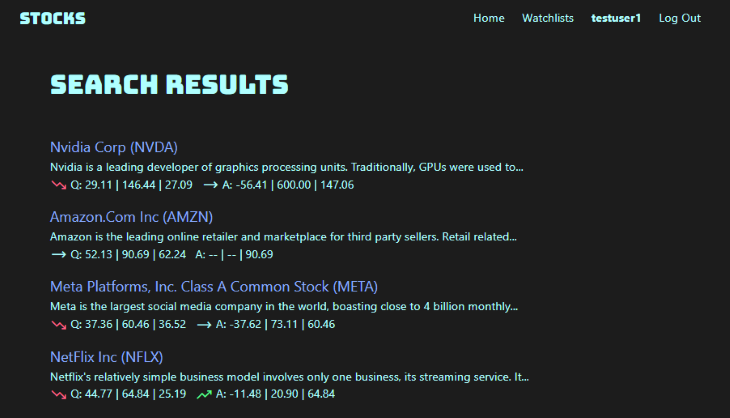 STOCKS
Home Watchlists testuser1 Log Out
SEARCH RESULTS
Nvidia Corp (NVDA)
Nvidia is a leading developer of graphics processing units. Traditionally, GPUs were used to...
Q: 29.11 | 146.44 | 27.09 A: -56.41 | 600.00 | 147.06
Amazon.Com Inc (AMZN)
Amazon is the leading online retailer and marketplace for third party sellers. Retail related...
Q: 52.13 | 90.69 | 62.24 A: -- | -- | 90.69
Meta Platforms, Inc. Class A Common Stock (META)
Meta is the largest social media company in the world, boasting close to 4 billion monthly...
Q: 37.36 | 60.46 | 36.52 A: -37.62 | 73.11 | 60.46
NetFlix Inc (NFLX)
Netflix's relatively simple business model involves only one business, its streaming service. It...
Q: 44.77 | 64.84 | 25.19 A: -11.48 | 20.90 | 64.84